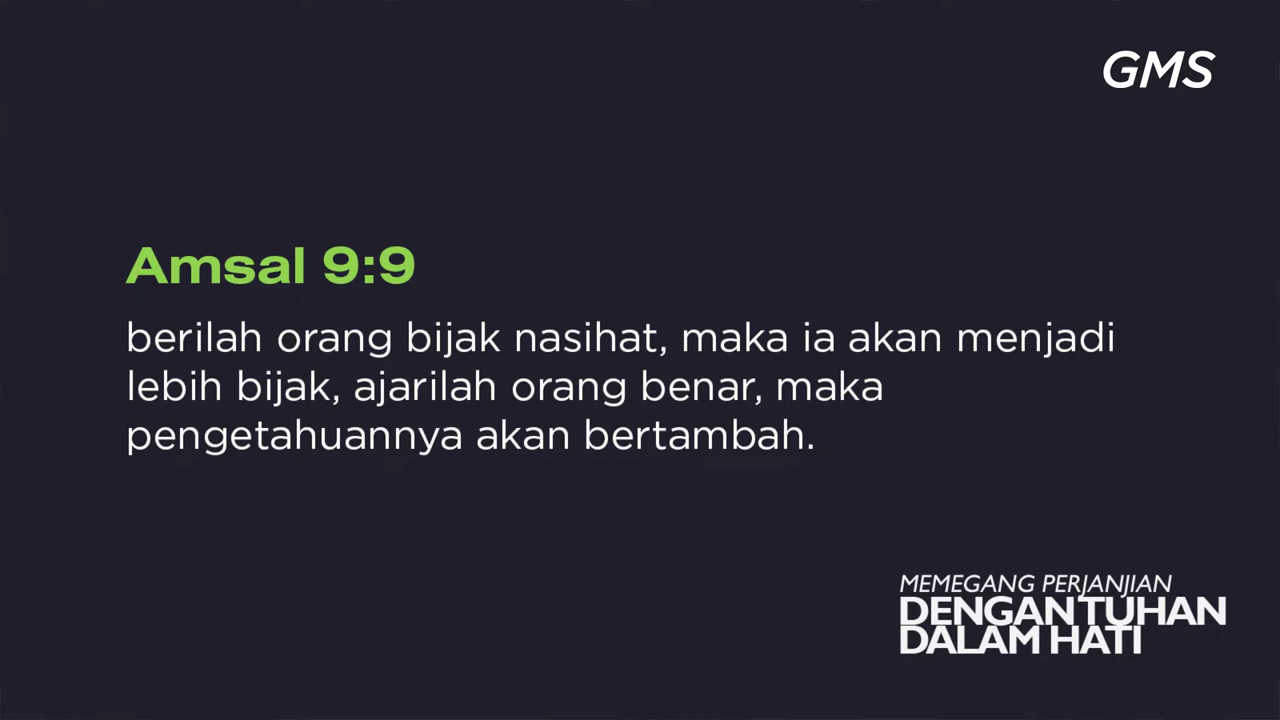 GMS
Amsal 9:9
berilah orang bijak nasihat, maka ia akan menjadi
lebih bijak, ajarilah orang benar, maka
pengetahuannya akan bertambah.
MEMEGANG PERJANJIAN
DENGAN TUHAN
DALAM HATI